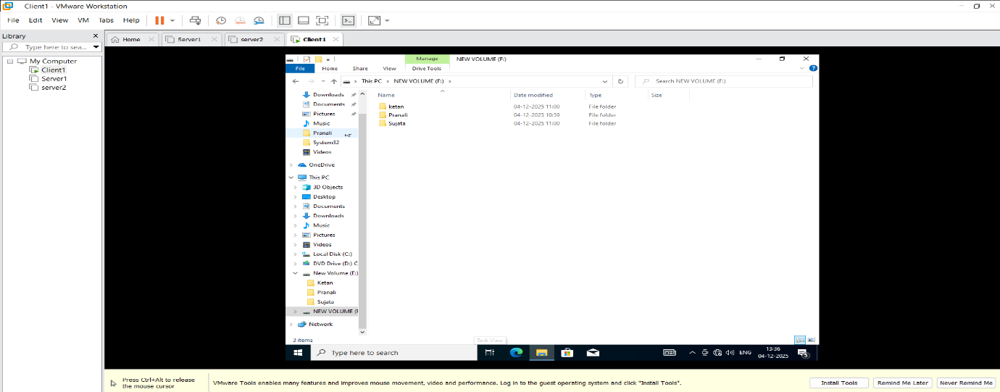 Client1 - VMware Workstation
File Edit View VM Tabs Help
Library
Type here to sea...
My Computer
Client1
Server1
server2
Home
Server1
server2
Client1
Manage
NEW VOLUME (F:)
File Home Share View Drive Tools
This PC > NEW VOLUME (F:) >
Search NEW VOLUME (F:)
Downloads
Documents
Pictures
Music
Pranali
System32
Videos
OneDrive
This PC
3D Objects
Desktop
Documents
Downloads
Music
Pictures
Videos
Local Disk (C:)
DVD Drive (D:) C
New Volume (E:)
Ketan
Pranali
Sujata
NEW VOLUME (F
Network
Name Date modified Type Size
ketan 04-12-2025 11:00 File folder
Pranali 04-12-2025 10:59 File folder
Sujata 04-12-2025 11:00 File folder
3 items
Task View
Type here to search
ENG
13:36
04-12-2025
5
Press Ctrl+Alt to release
the mouse cursor
VMware Tools enables many features and improves mouse movement, video and performance. Log in to the guest operating system and click "Install Tools".
Install Tools
Remind Me Later
Never Remind Me